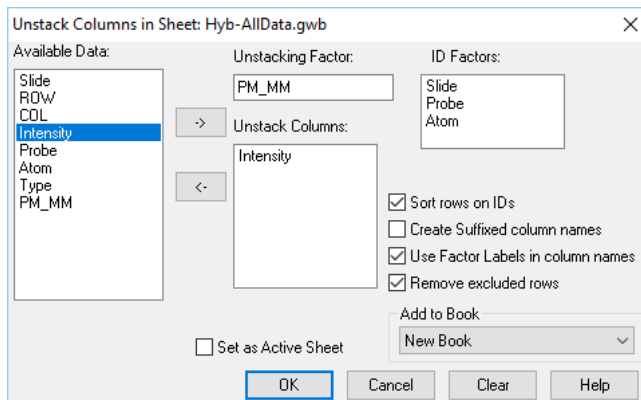 Unstack Columns in Sheet: Hyb-AllData.gwb
Available Data:
Slide
ROW
COL
Intensity
Probe
Atom
Type
PM_MM
->
<-
Unstacking Factor:
PM_MM
Unstack Columns:
Intensity
ID Factors:
Slide
Probe
Atom
Sort rows on IDs
Create Suffixed column names
Use Factor Labels in column names
Remove excluded rows
Add to Book
New Book
Set as Active Sheet
OK
Cancel
Clear
Help